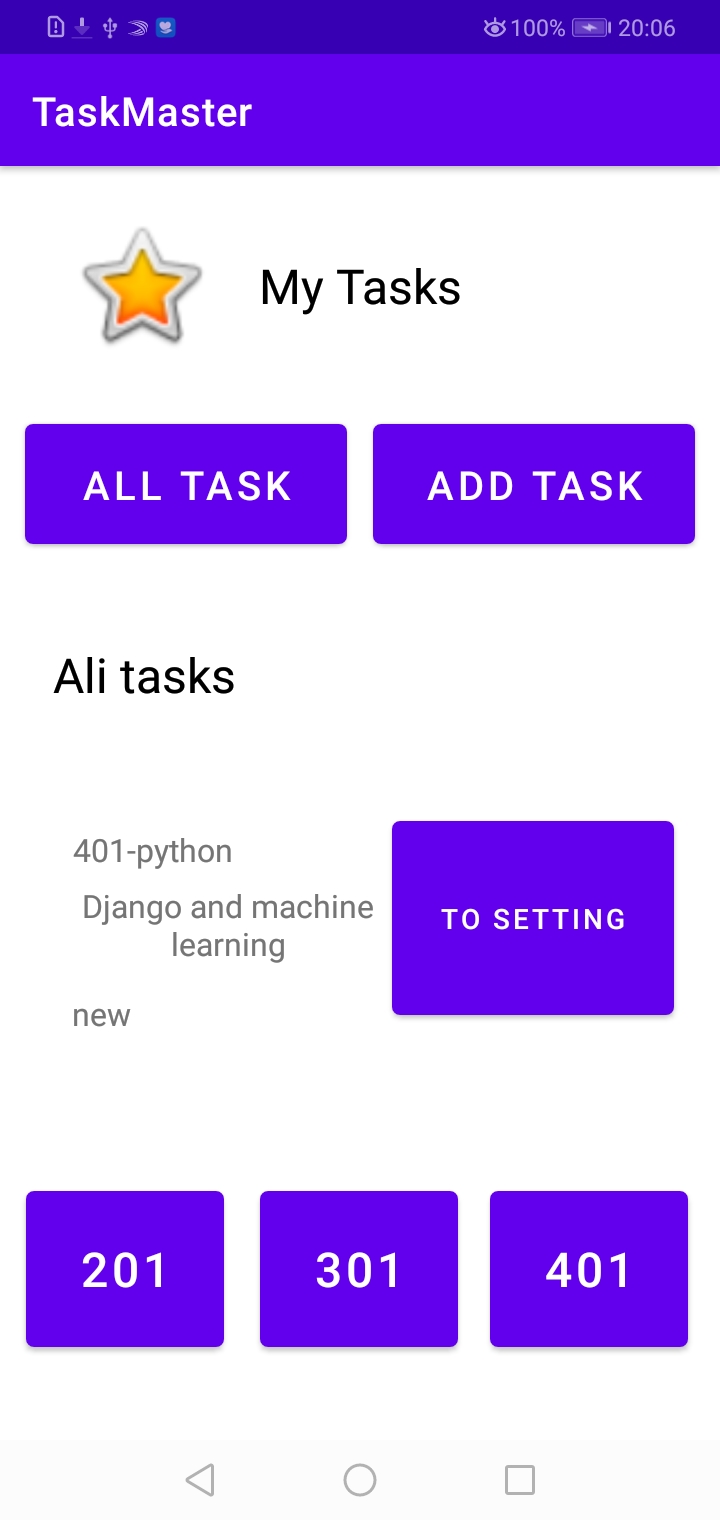 100% 20:06
TaskMaster
My Tasks
ALL TASK
ADD TASK
Ali tasks
401-python
Django and machine
learning
new
TO SETTING
201
301
401